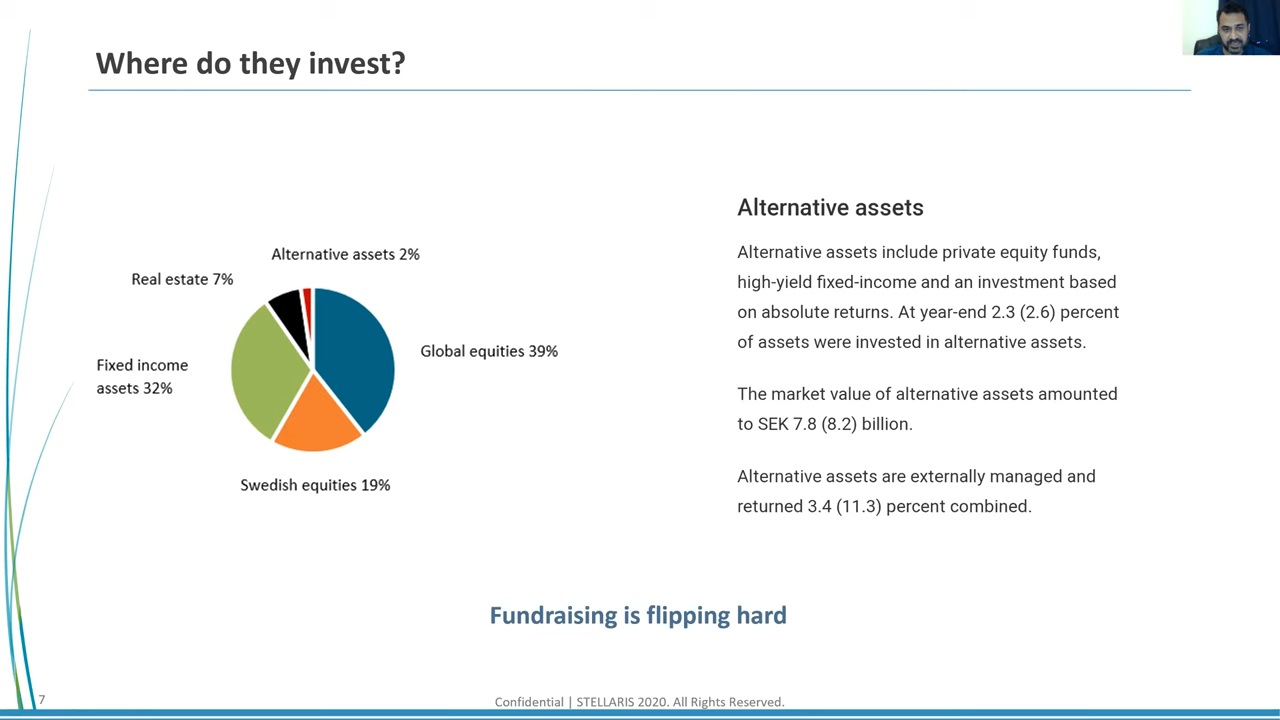 Where do they invest?
Alternative assets 2%
Real estate 7%
Global equities 39%
Fixed income
assets 32%
Swedish equities 19%
Alternative assets
Alternative assets include private equity funds,
high-yield fixed-income and an investment based
on absolute returns. At year-end 2.3 (2.6) percent
of assets were invested in alternative assets.
The market value of alternative assets amounted
to SEK 7.8 (8.2) billion.
Alternative assets are externally managed and
returned 3.4 (11.3) percent combined.
Fundraising is flipping hard
7
Confidential | STELLARIS 2020. All Rights Reserved.